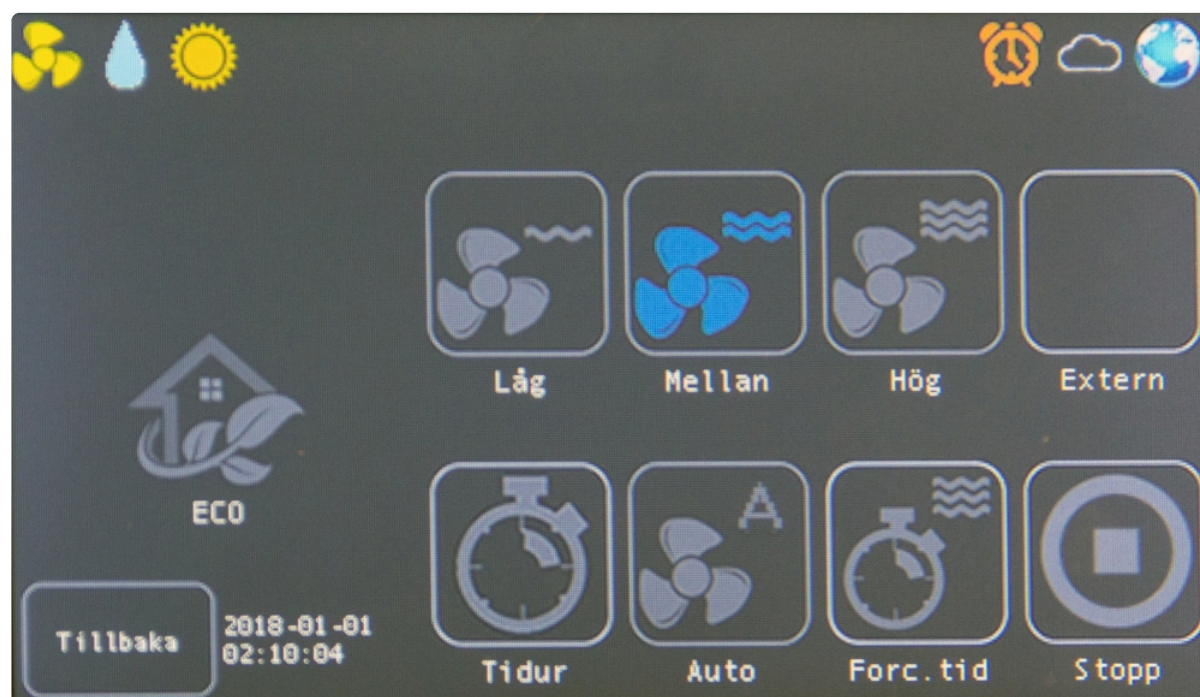 Låg Mellan Hög Extern
ECO
A
Tillbaka
2018-01-01
02:10:04
Tidur Auto Forc.tid Stopp